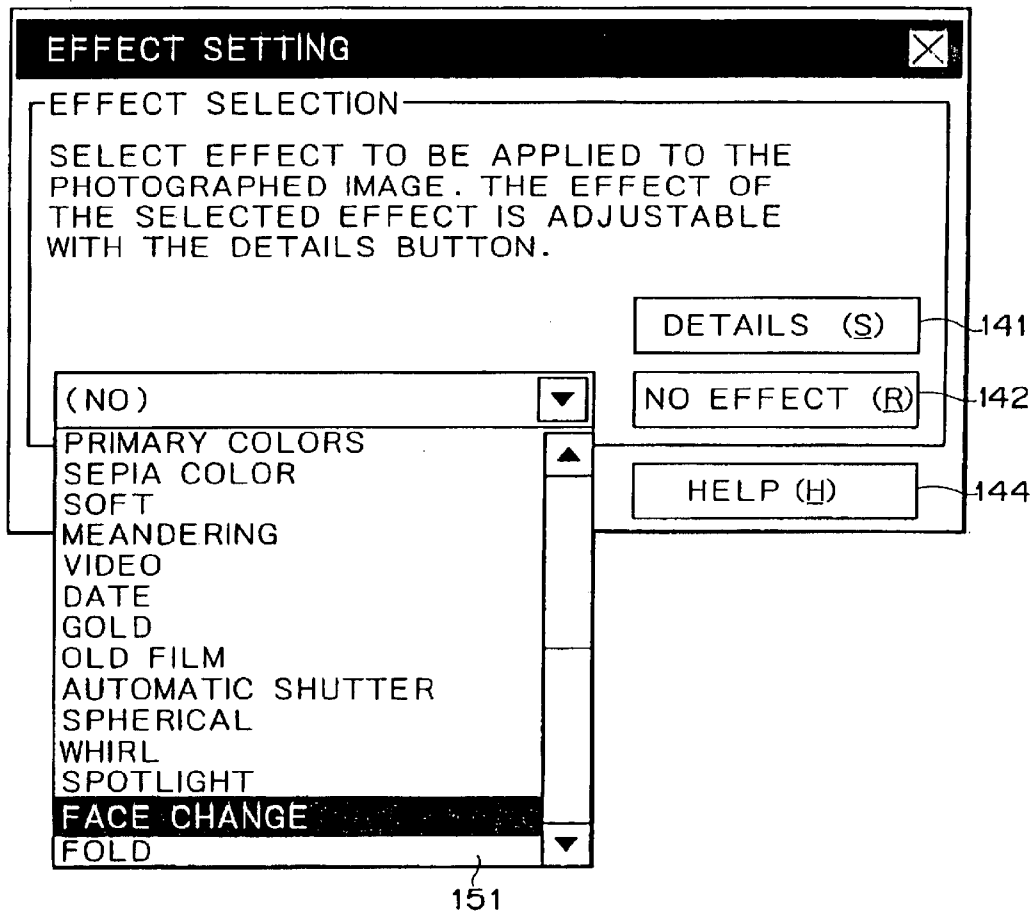 EFFECT SETTING
EFFECT SELECTION
SELECT EFFECT TO BE APPLIED TO THE
PHOTOGRAPHED IMAGE. THE EFFECT OF
THE SELECTED EFFECT IS ADJUSTABLE
WITH THE DETAILS BUTTON.
DETAILS (S)
141
(NO)
NO EFFECT (R)
142
PRIMARY COLORS
SEPIA COLOR
HELP (H)
144
SOFT
MEANDERING
VIDEO
DATE
GOLD
OLD FILM
AUTOMATIC SHUTTER
SPHERICAL
WHIRL
SPOTLIGHT
FACE CHANGE
FOLD
151